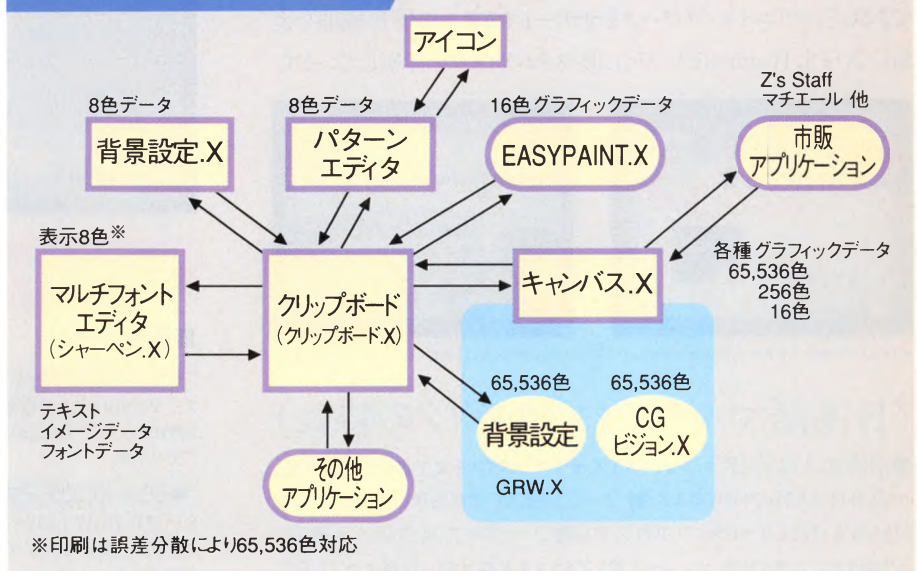 アイコン
8色データ
背景設定.X
8色データ
パターン
エディタ
16色グラフィックデータ
EASYPAINT.X
Z's Staff
マチエール 他
市販
アプリケーション
表示8色※
マルチフォント
エディタ
(シャーペン.X)
テキスト
イメージデータ
フォントデータ
クリップボード
(クリップボード.X)
キャンバス.X
各種グラフィックデータ
65,536色
256色
16色
65,536色
背景設定
GRW.X
65,536色
CG
ビジョン.X
その他
アプリケーション
※印刷は誤差分散により65,536色対応